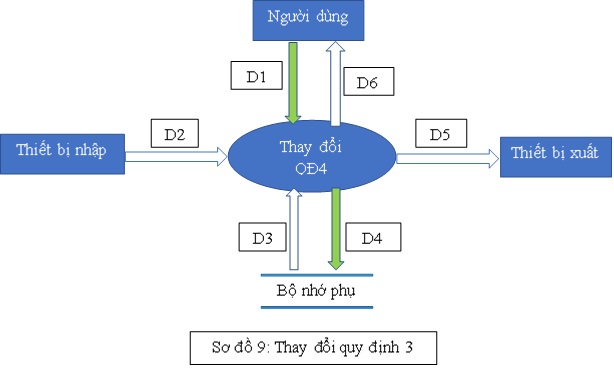 Người dùng
D1
D6
D2
D5
Thiết bị nhập
Thay đổi
QĐ4
Thiết bị xuất
D3
D4
Bộ nhớ phụ
Sơ đồ 9: Thay đổi quy định 3